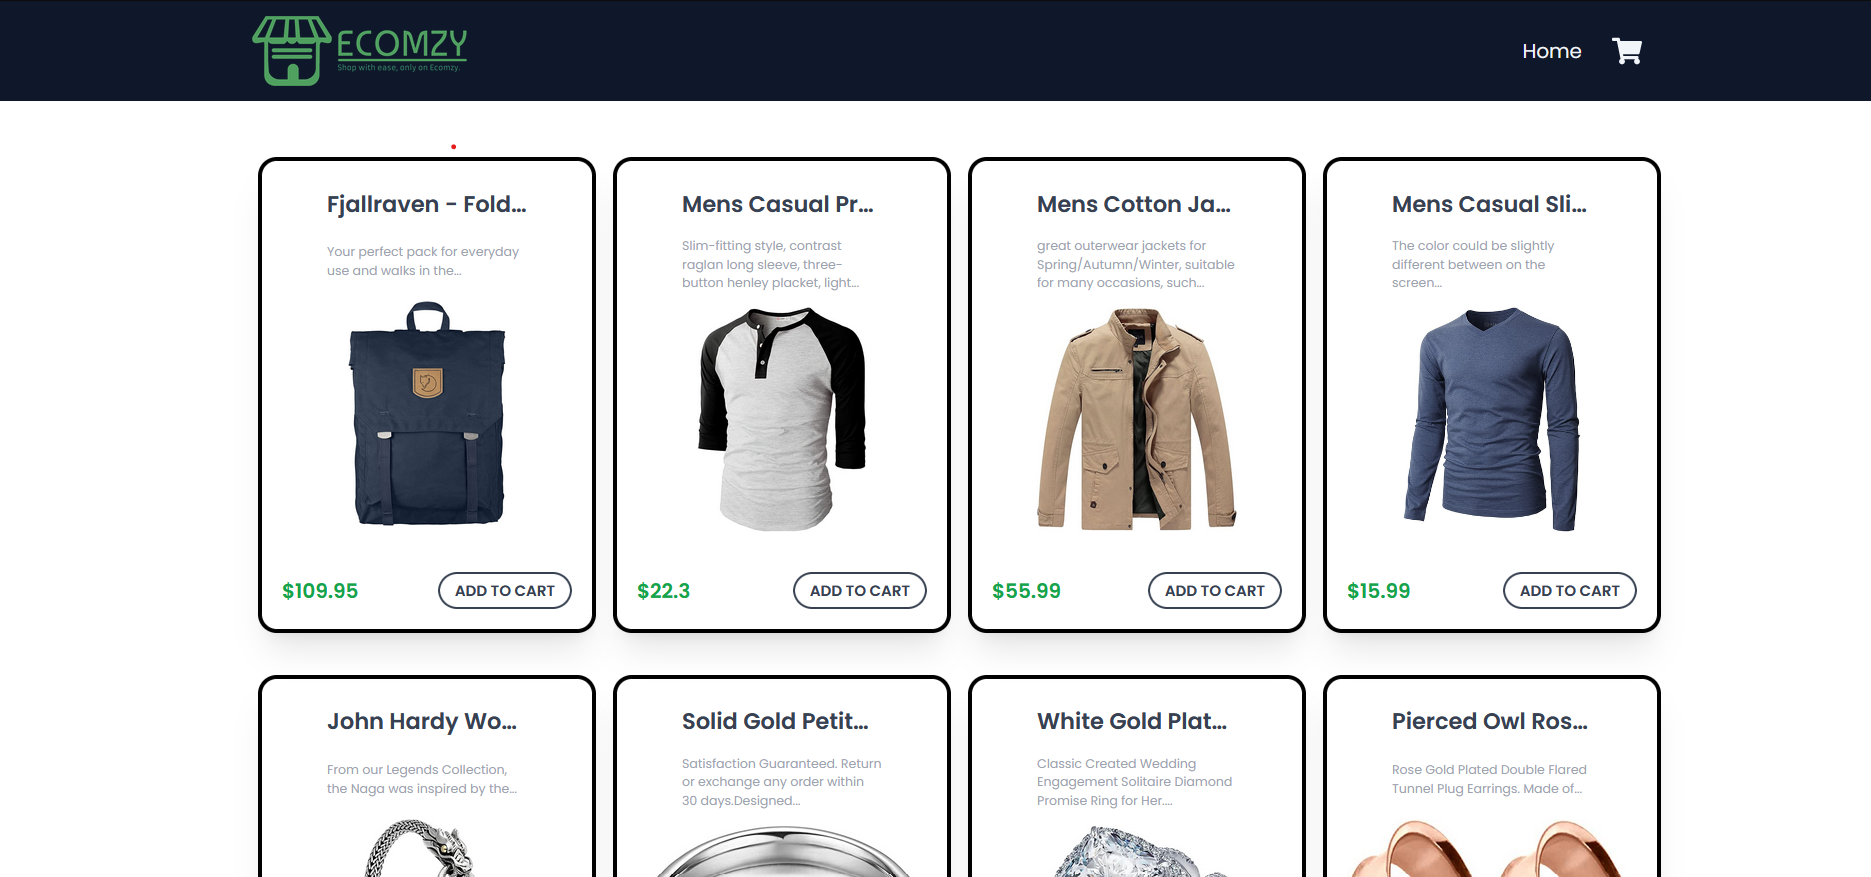 ECOMZY
Shop with ease, only on Ecomzy.
Home
Fjallraven - Fold...
Your perfect pack for everyday
use and walks in the...
$109.95
ADD TO CART
Mens Casual Pr...
Slim-fitting style, contrast
raglan long sleeve, three-
button henley placket, light...
$22.3
ADD TO CART
Mens Cotton Ja...
great outerwear jackets for
Spring/Autumn/Winter, suitable
for many occasions, such...
$55.99
ADD TO CART
Mens Casual Sli...
The color could be slightly
different between on the
screen...
$15.99
ADD TO CART
John Hardy Wo...
From our Legends Collection,
the Naga was inspired by the...
Solid Gold Petit...
Satisfaction Guaranteed. Return
or exchange any order within
30 days.Designed...
White Gold Plat...
Classic Created Wedding
Engagement Solitaire Diamond
Promise Ring for Her....
Pierced Owl Ros...
Rose Gold Plated Double Flared
Tunnel Plug Earrings. Made of...